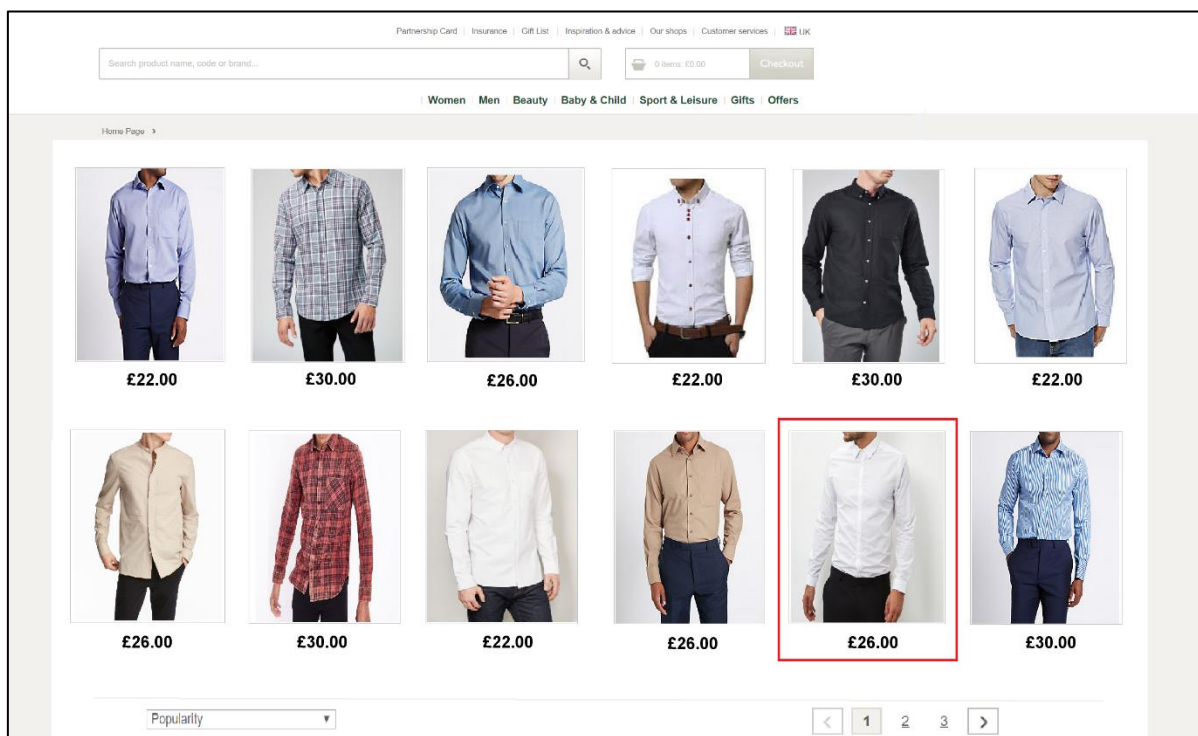 Partnership Card | Insurance | Gift List | Inspiration & advice | Our shops | Customer services | UK
Search product name, code or brand...
0 items: £0.00
Checkout
Women | Men | Beauty | Baby & Child | Sport & Leisure | Gifts | Offers
Home Page >
£22.00 £30.00 £26.00 £22.00 £30.00 £22.00
£26.00 £30.00 £22.00 £26.00 £26.00 £30.00
Popularity
< 1 2 3 >